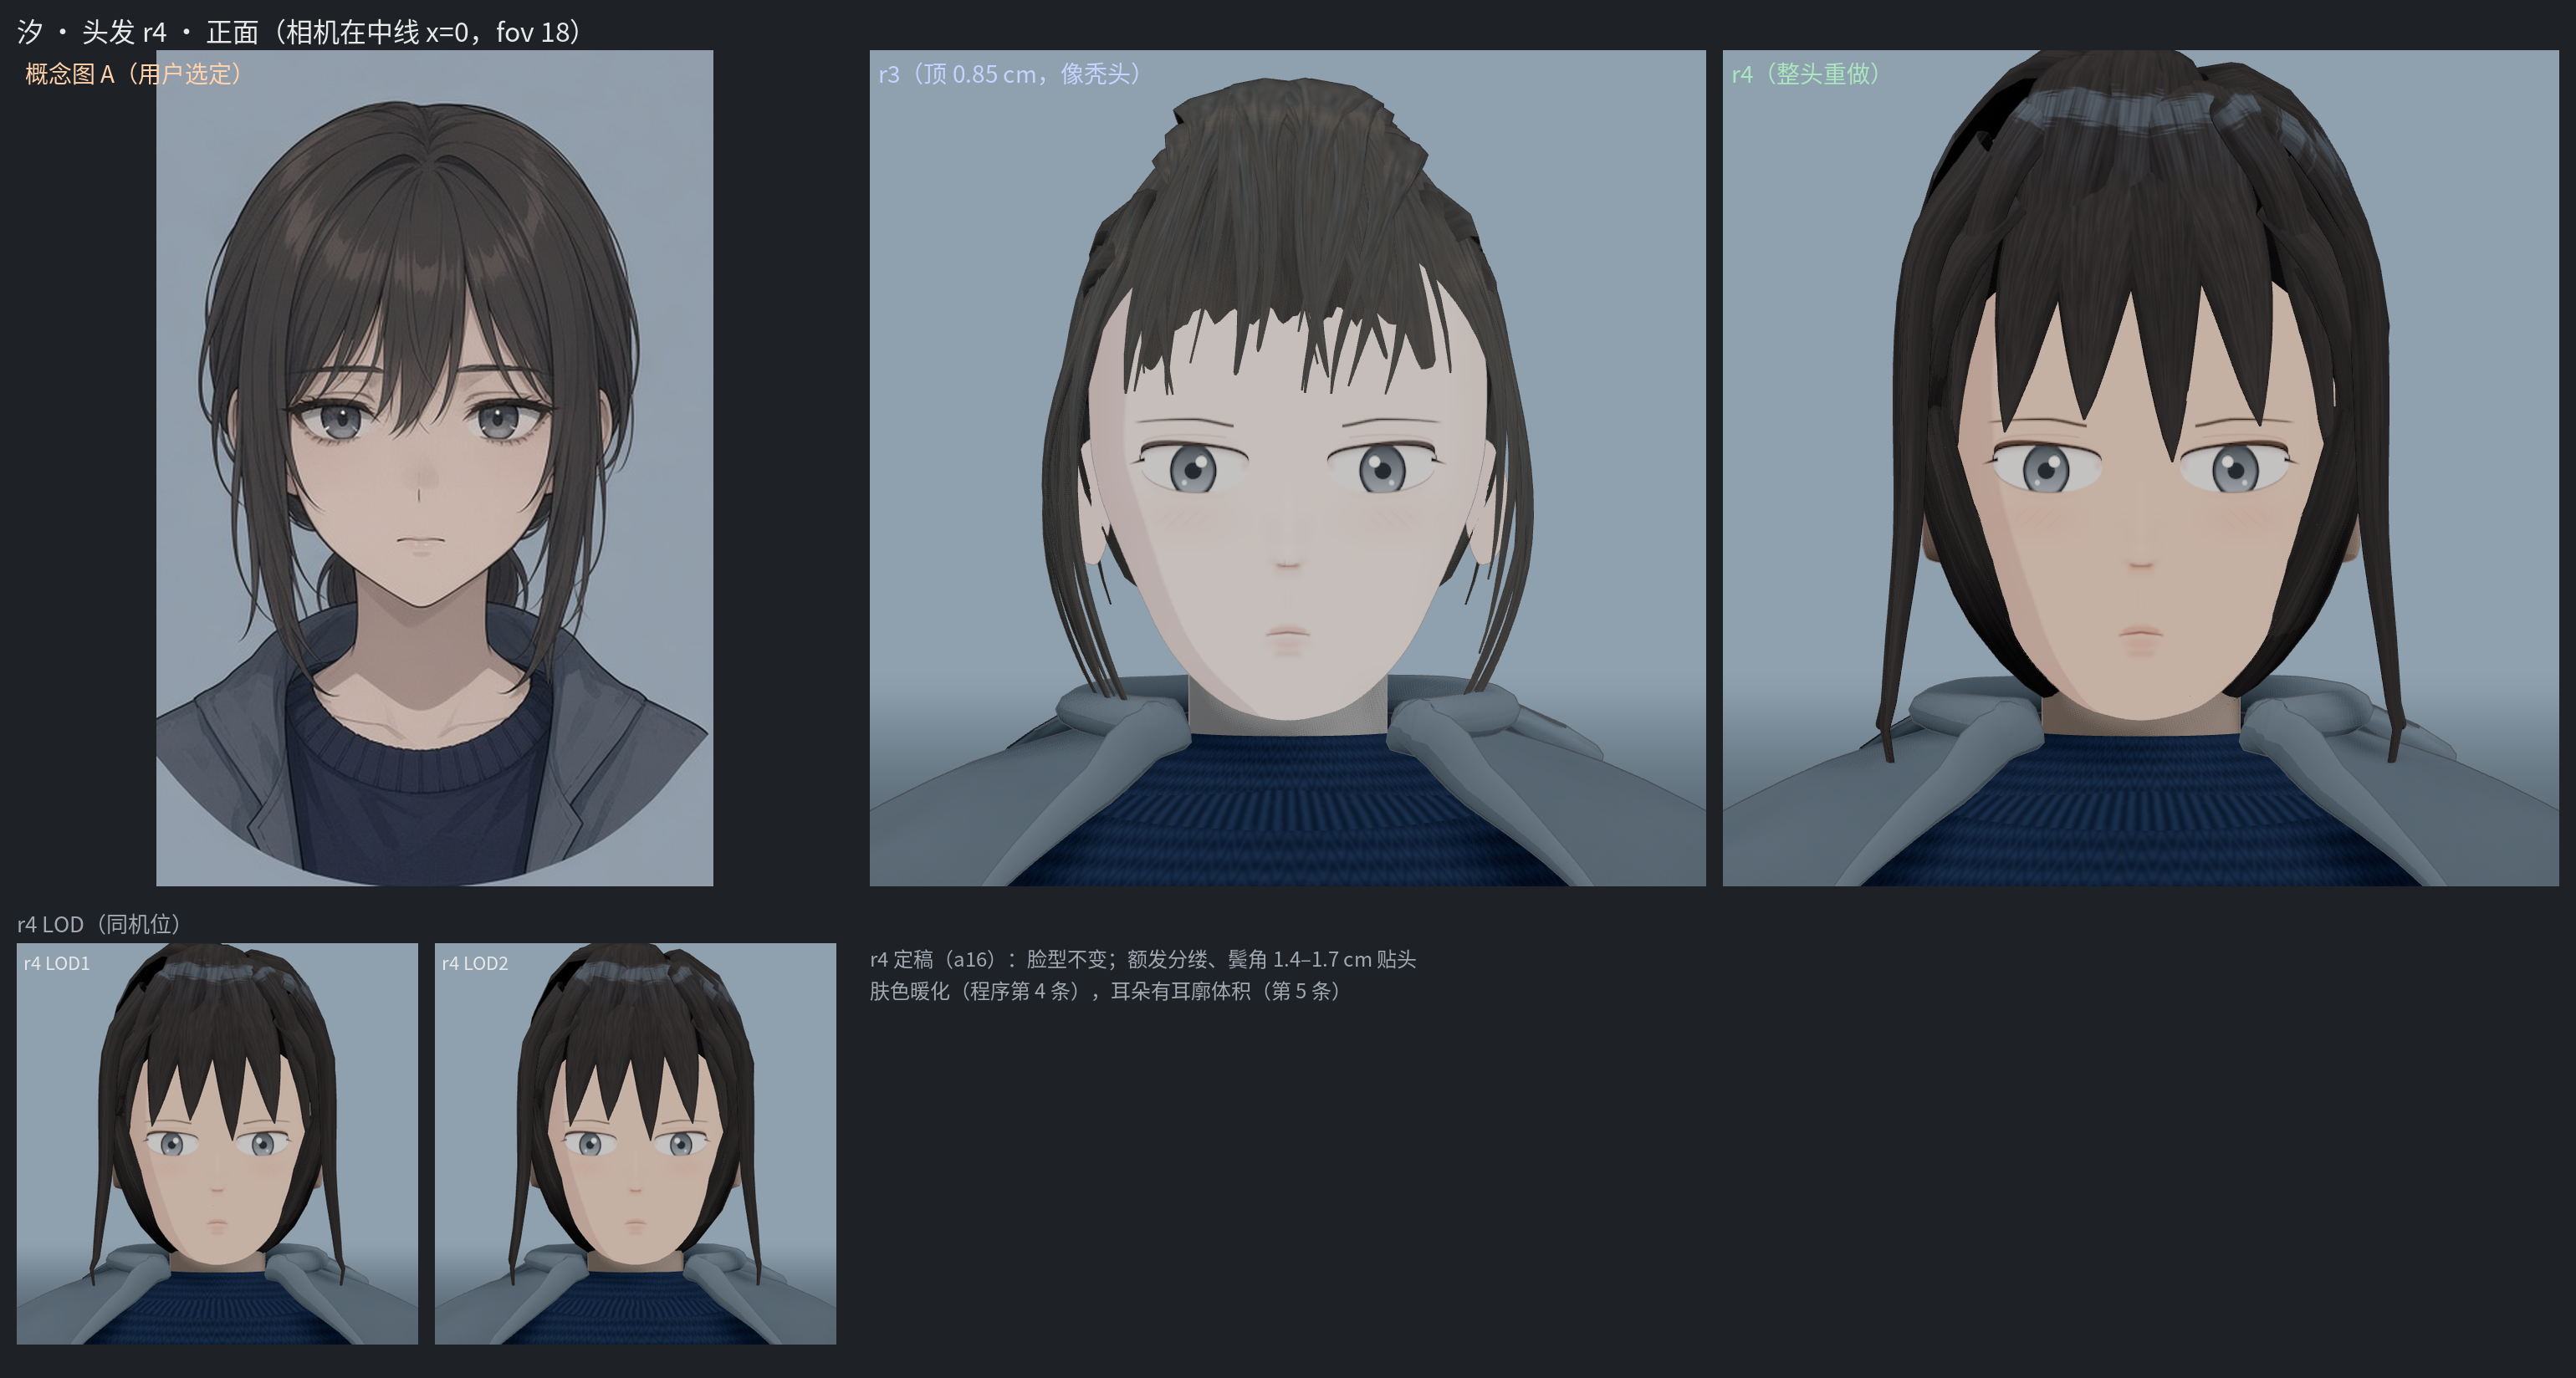 汐 · 头发 r4 · 正面（相机在中线 x=0，fov 18）
概念图 A（用户选定）
r3（顶 0.85 cm，像秃头）
r4（整头重做）
r4 LOD（同机位）
r4 LOD1
r4 LOD2
r4 定稿（a16）：脸型不变；额发分缕、鬓角 1.4–1.7 cm 贴头
肤色暖化（程序第 4 条），耳朵有耳廓体积（第 5 条）